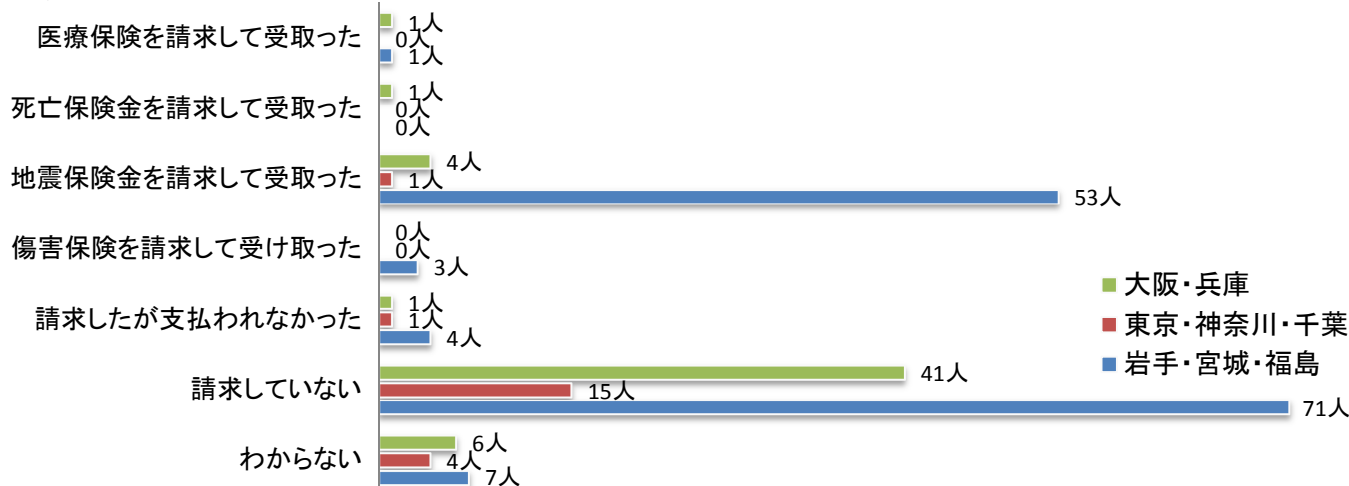 医療保険を請求して受取った
1人
0人
1人
死亡保険金を請求して受取った
1人
0人
0人
地震保険金を請求して受取った
4人
1人
53人
傷害保険を請求して受け取った
0人
0人
3人
請求したが支払われなかった
1人
1人
4人
請求していない
41人
15人
71人
わからない
6人
4人
7人
大阪・兵庫
東京・神奈川・千葉
岩手・宮城・福島